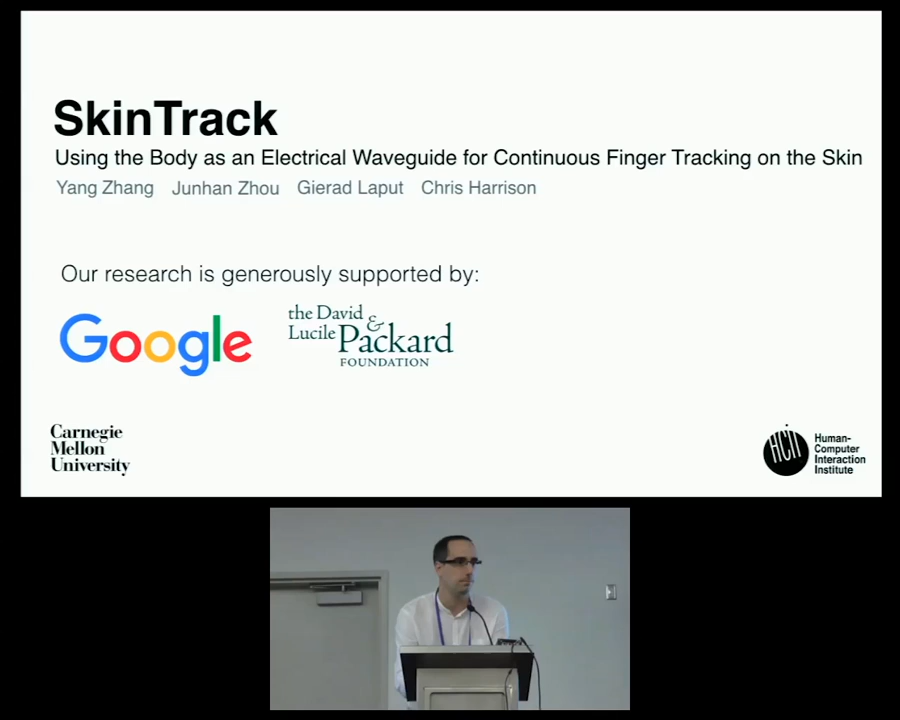 SkinTrack
Using the Body as an Electrical Waveguide for Continuous Finger Tracking on the Skin
Yang Zhang Junhan Zhou Gierad Laput Chris Harrison
Our research is generously supported by:
Google
the David &
Lucile Packard
FOUNDATION
Carnegie
Mellon
University
HCII
Human-
Computer
Interaction
Institute